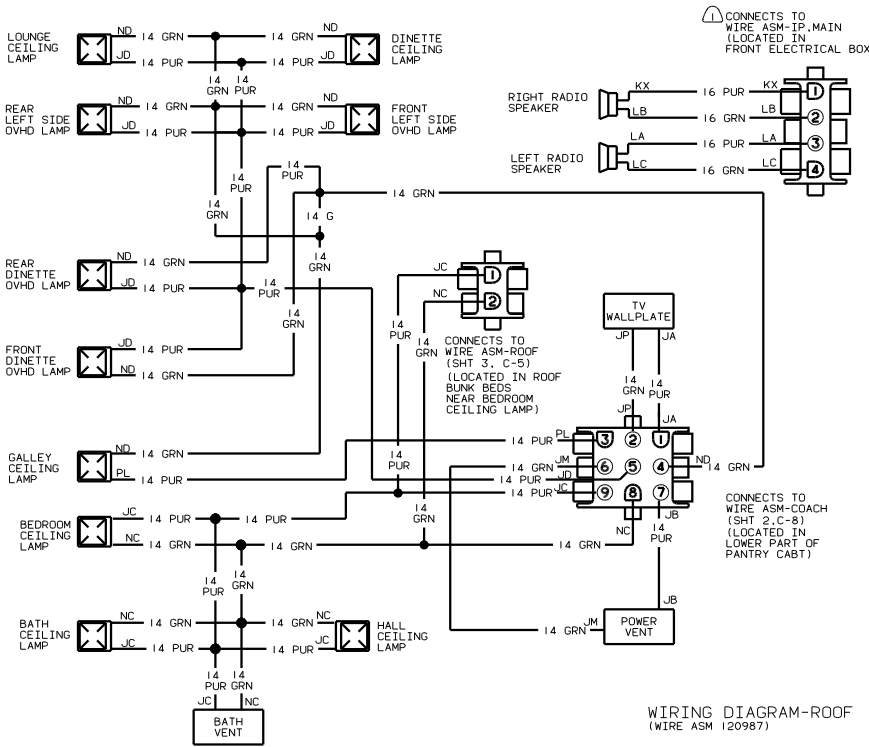 LOUNGE
CEILING
LAMP
ND
14 GRN
14 GRN
ND
DINETTE
CEILING
LAMP
JD
14 PUR
14 PUR
JD
14
GRN
14
PUR
REAR
LEFT SIDE
OVHD LAMP
ND
14 GRN
14 GRN
ND
FRONT
LEFT SIDE
OVHD LAMP
JD
14 PUR
14 PUR
JD
1 CONNECTS TO
WIRE ASM-IP,MAIN
(LOCATED IN
FRONT ELECTRICAL BOX
RIGHT RADIO
SPEAKER
KX
16 PUR
KX
1
LB
16 GRN
LB
2
LEFT RADIO
SPEAKER
LA
16 PUR
LA
3
LC
16 GRN
LC
4
14
PUR
14
PUR
14
GRN
14 GRN
14 G
14
GRN
REAR
DINETTE
OVHD LAMP
ND
14 GRN
JD
14 PUR
14
PUR
14
GRN
FRONT
DINETTE
OVHD LAMP
JD
14 PUR
ND
14 GRN
JC
1
NC
2
14
PUR
14
GRN
CONNECTS TO
WIRE ASM-ROOF
(SHT 3, C-5)
(LOCATED IN ROOF
BUNK BEDS
NEAR BEDROOM
CEILING LAMP)
TV
WALLPLATE
JP
JA
14
GRN
14
PUR
JP
JA
GALLEY
CEILING
LAMP
ND
14 GRN
PL
14 PUR
14
PUR
14 PUR
PL
3
2
1
14 GRN
JM
6
5
4
ND
14 GRN
14 PUR
JD
14 PUR
JC
9
8
7
NC
JB
14
PUR
CONNECTS TO
WIRE ASM-COACH
(SHT 2,C-8)
(LOCATED IN
LOWER PART OF
PANTRY CABT)
BEDROOM
CEILING
LAMP
JC
14 PUR
14 PUR
NC
14 GRN
14 GRN
14
GRN
14 GRN
14
PUR
14
GRN
BATH
CEILING
LAMP
NC
14 GRN
14 GRN
NC
HALL
CEILING
LAMP
JC
14 PUR
14 PUR
JC
14
PUR
14
GRN
JC
NC
BATH
VENT
JB
14 GRN
JM
POWER
VENT
WIRING DIAGRAM-ROOF
(WIRE ASM 120987)